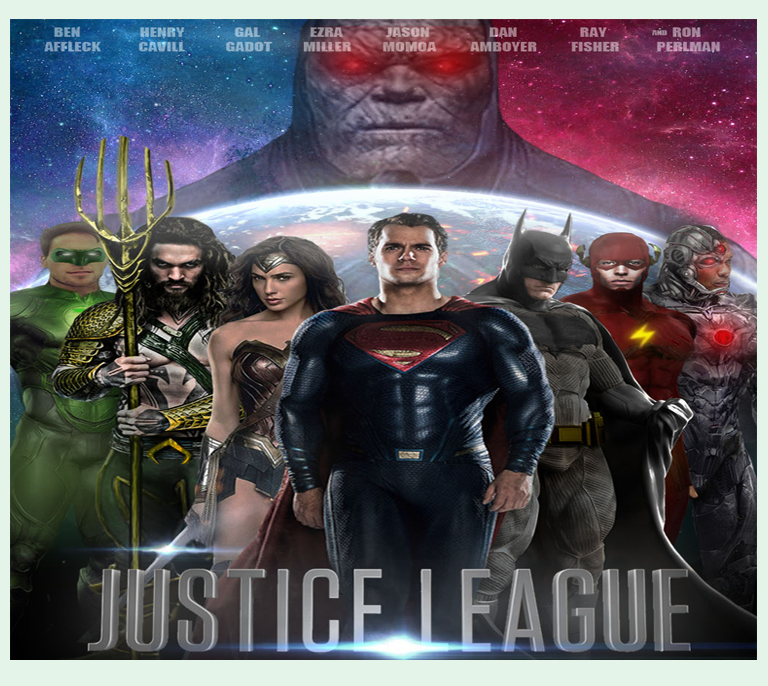 BEN HENRY GAL EZRA JASON DAN RAY AND RON
AFFLECK CAVILL GADOT MILLER MOMOA AMBOYER FISHER PERLMAN
JUSTICE LEAGUE